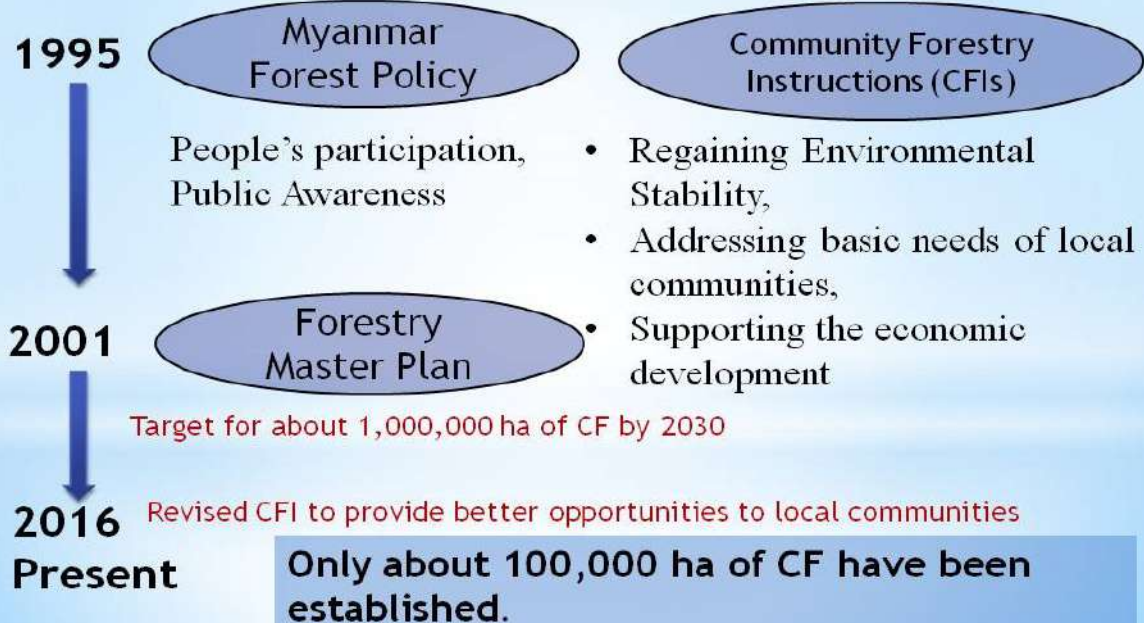 1995
Myanmar
Forest Policy
People's participation,
Public Awareness
Community Forestry
Instructions (CFIs)
• Regaining Environmental
Stability,
• Addressing basic needs of local
communities,
• Supporting the economic
development
2001
Forestry
Master Plan
Target for about 1,000,000 ha of CF by 2030
2016
Present
Revised CFI to provide better opportunities to local communities
Only about 100,000 ha of CF have been
established.